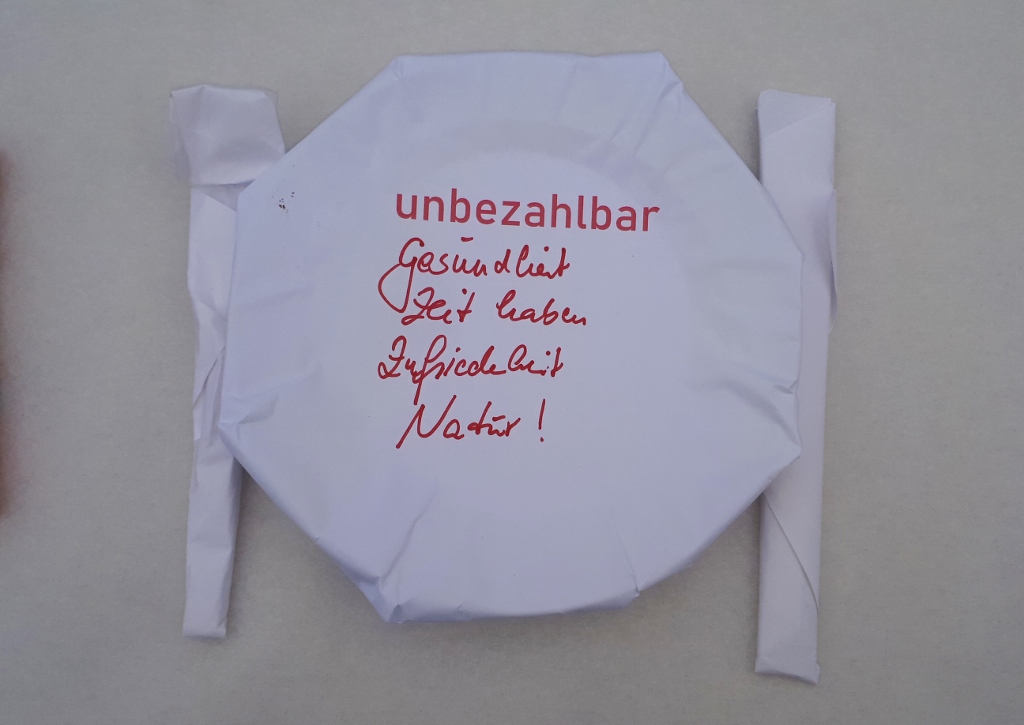 unbezahlbar
Gesundheit
Zeit haben
Zufriedenheit
Natur!